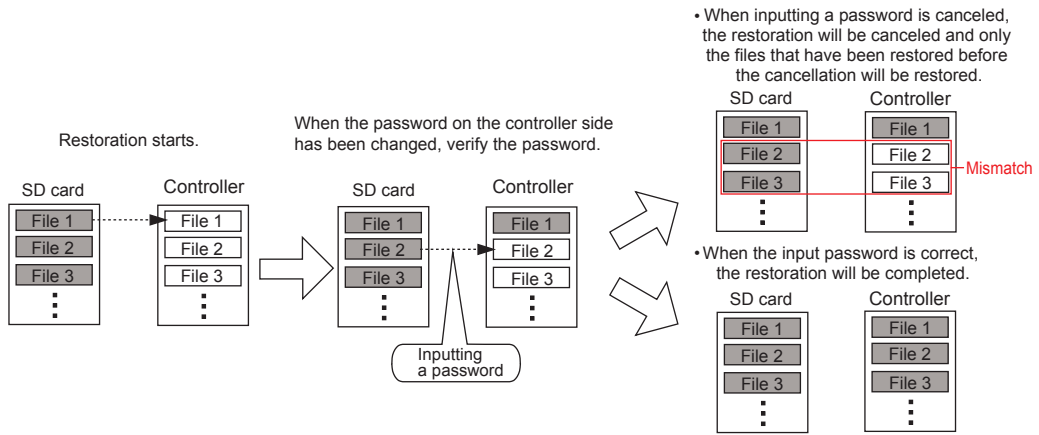 Restoration starts.
SD card
Controller
File 1
File 1
File 2
File 2
File 3
File 3
When the password on the controller side
has been changed, verify the password.
SD card
Controller
File 1
File 1
File 2
File 2
File 3
File 3
Inputting
a password
• When inputting a password is canceled,
the restoration will be canceled and only
the files that have been restored before
the cancellation will be restored.
SD card
Controller
File 1
File 1
File 2
File 2
File 3
File 3
Mismatch
• When the input password is correct,
the restoration will be completed.
SD card
Controller
File 1
File 1
File 2
File 2
File 3
File 3